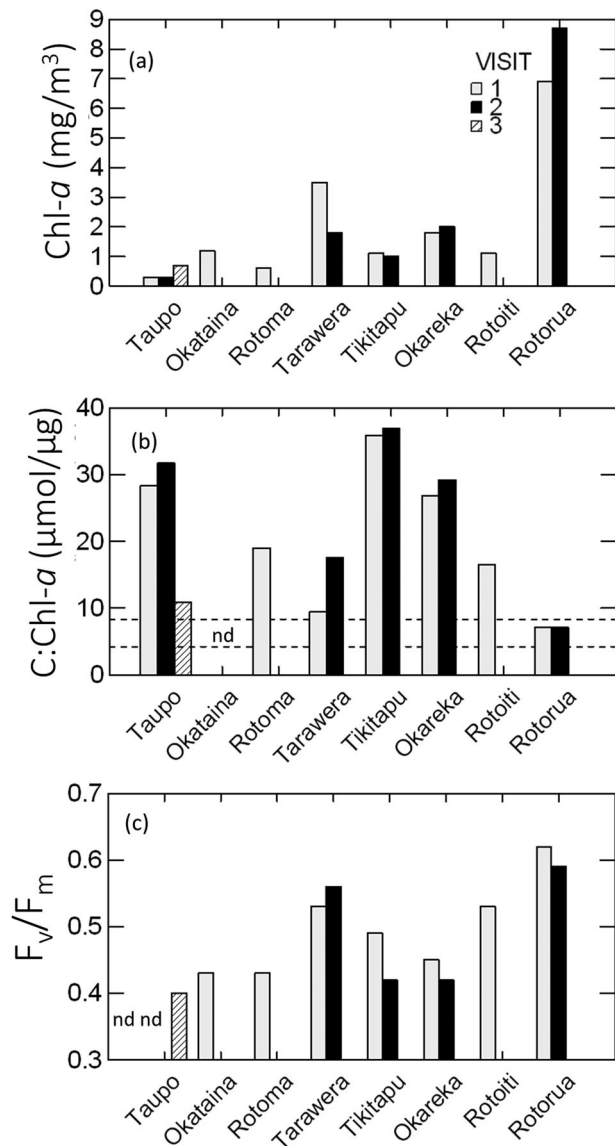 (a)
Chl-a (mg/m³)
9
8
7
6
5
4
3
2
1
0
VISIT
1
2
3
Taupo
Okataina
Rotoma
Tarawera
Tikitapu
Okareka
Rotoiti
Rotorua
(b)
C:Chl-a (µmol/µg)
40
30
20
10
0
nd
Taupo
Okataina
Rotoma
Tarawera
Tikitapu
Okareka
Rotoiti
Rotorua
(c)
Fv/Fm
0.7
0.6
0.5
0.4
0.3
nd nd
Taupo
Okataina
Rotoma
Tarawera
Tikitapu
Okareka
Rotoiti
Rotorua